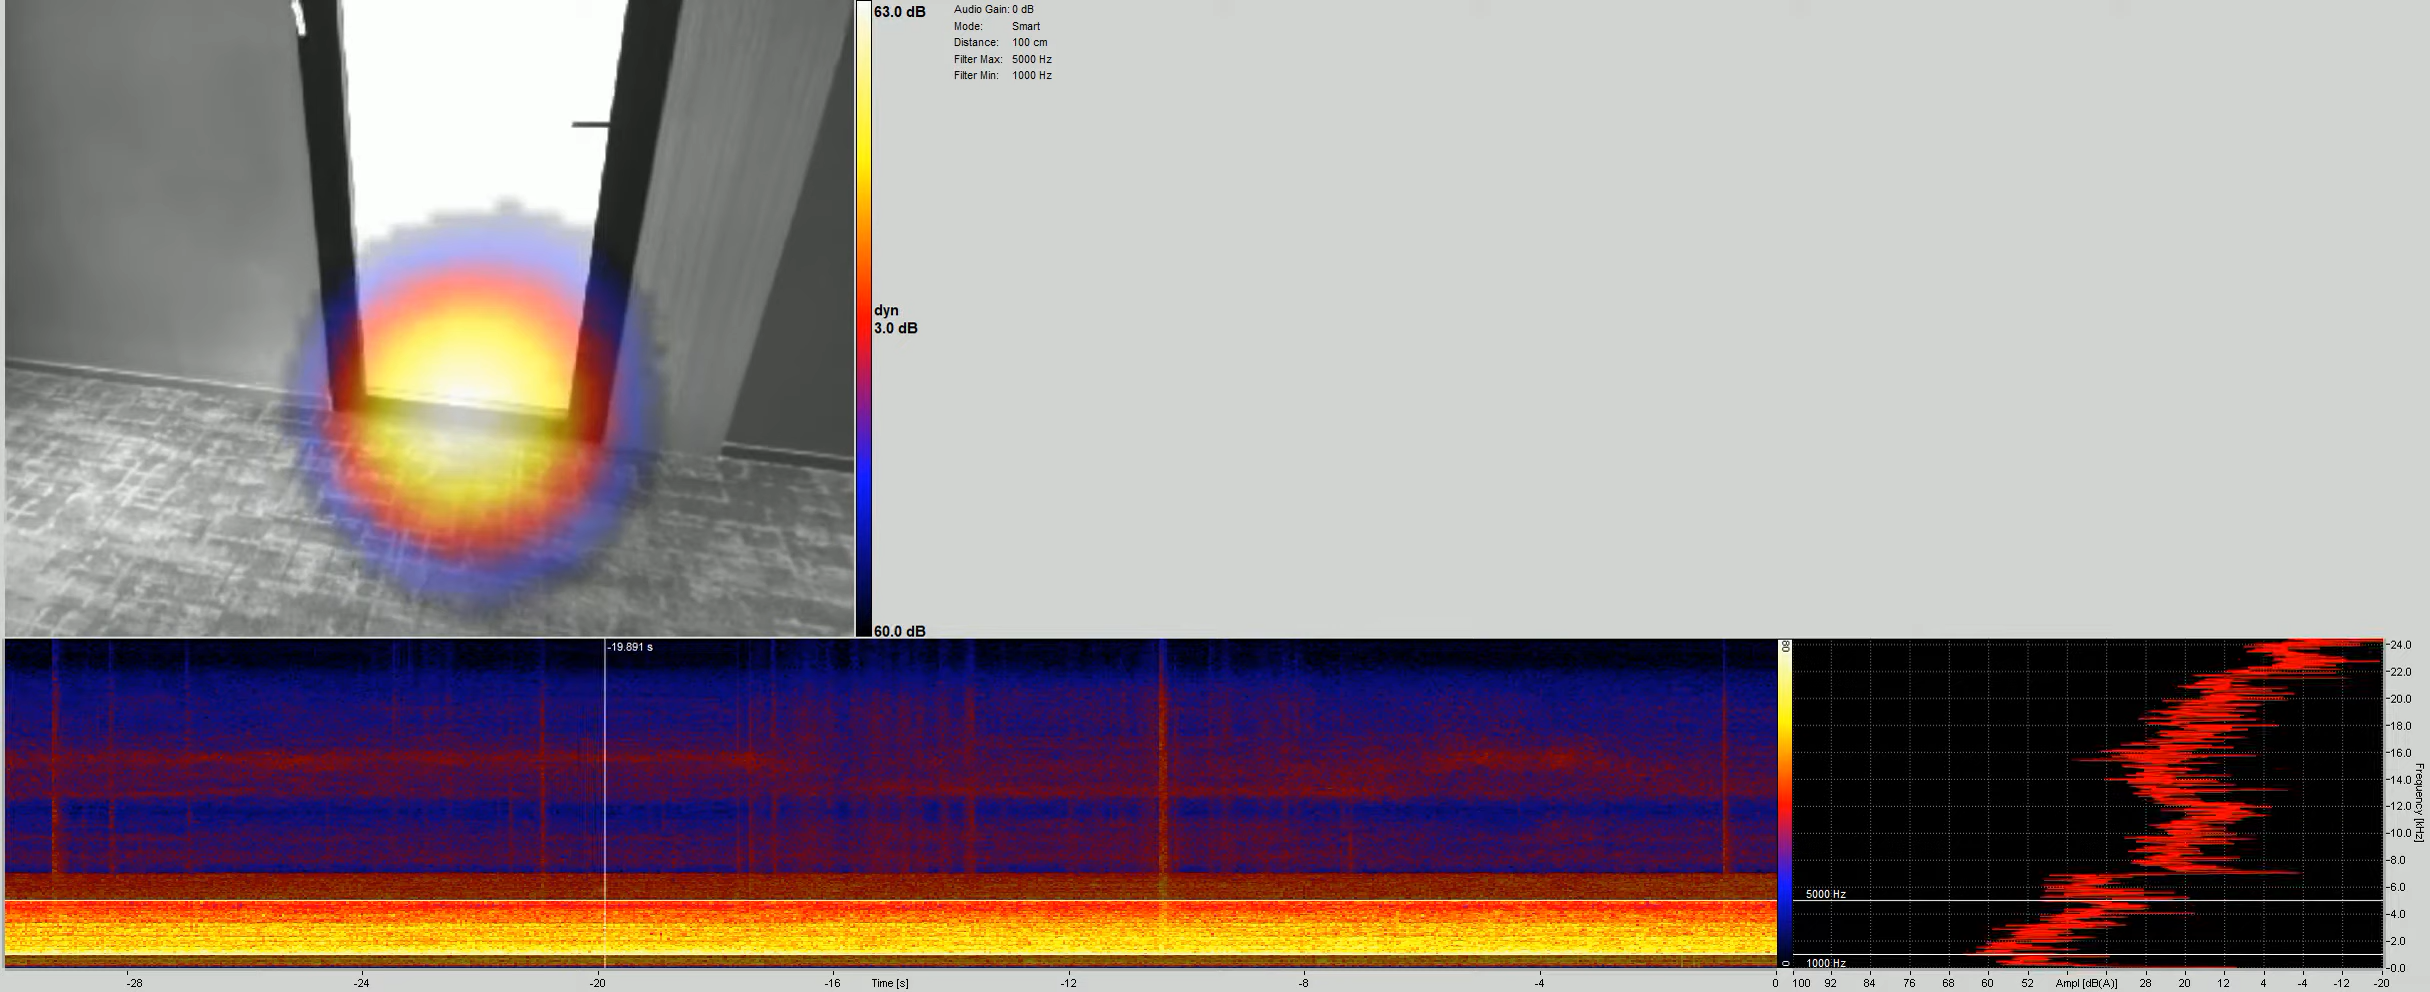 63.0 dB
Audio Gain: 0 dB
Mode: Smart
Distance: 100 cm
Filter Max: 5000 Hz
Filter Min: 1000 Hz
dyn
3.0 dB
60.0 dB
-19.891 s
80
0
5000 Hz
1000 Hz
24.0
22.0
20.0
18.0
16.0
14.0
12.0
10.0
8.0
6.0
4.0
2.0
0.0
Frequency [kHz]
-28 -24 -20 -16 Time [s] -12 -8 -4 0
100 92 84 76 68 60 52 Ampl [dB(A)] 28 20 12 4 -4 -12 -20